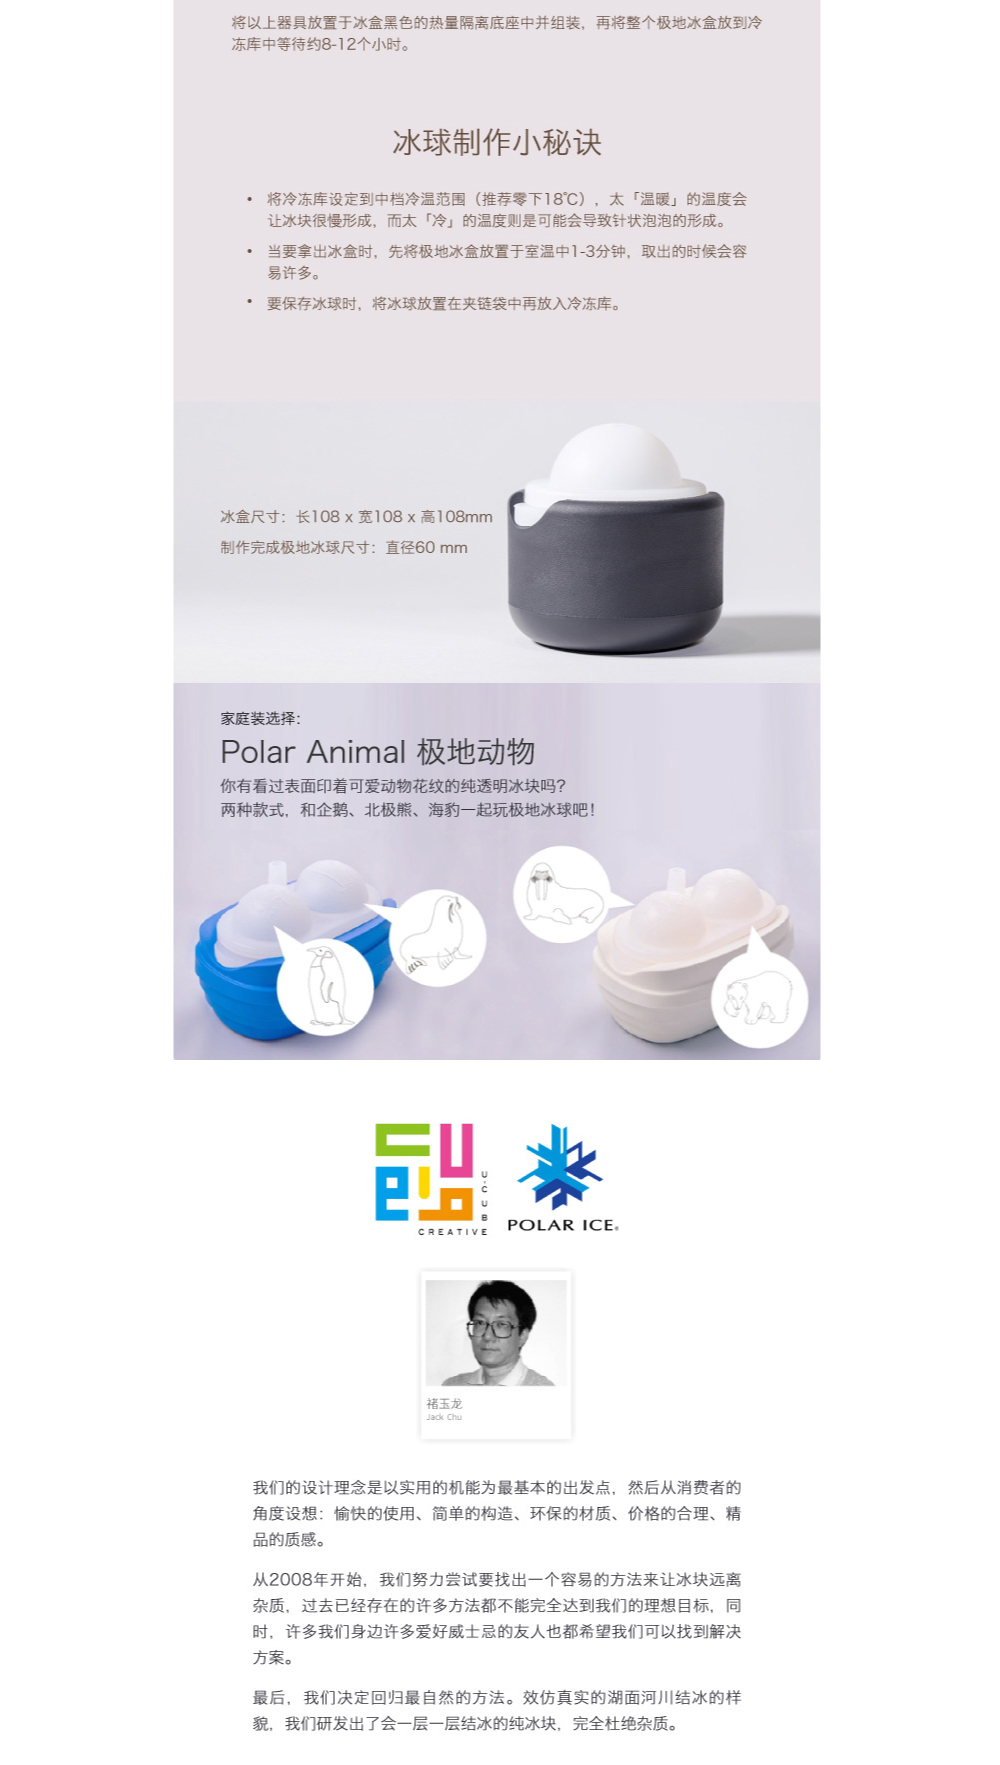 将以上器具放置于冰盒黑色的热量隔离底座中并组装，再将整个极地冰盒放到冷
冻库中等待约8-12个小时。
冰球制作小秘诀
• 将冷冻库设定到中档冷温范围（推荐零下18℃），太「温暖」的温度会
让冰块很慢形成，而太「冷」的温度则是可能会导致针状泡泡的形成。
• 当要拿出冰盒时，先将极地冰盒放置于室温中1-3分钟，取出的时候会容
易许多。
• 要保存冰球时，将冰球放置在夹链袋中再放入冷冻库。
冰盒尺寸：长108 x 宽108 x 高108mm
制作完成极地冰球尺寸：直径60 mm
家庭装选择：
Polar Animal 极地动物
你有看过表面印着可爱动物花纹的纯透明冰块吗？
两种款式，和企鹅、北极熊、海豹一起玩极地冰球吧！
U·CUB
CREATIVE
POLAR ICE®
褚玉龙
Jack Chu
我们的设计理念是以实用的机能为最基本的出发点，然后从消费者的
角度设想：愉快的使用、简单的构造、环保的材质、价格的合理、精
品的质感。
从2008年开始，我们努力尝试要找出一个容易的方法来让冰块远离
杂质，过去已经存在的许多方法都不能完全达到我们的理想目标，同
时，许多我们身边许多爱好威士忌的友人也都希望我们可以找到解决
方案。
最后，我们决定回归最自然的方法。效仿真实的湖面河川结冰的样
貌，我们研发出了会一层一层结冰的纯冰块，完全杜绝杂质。